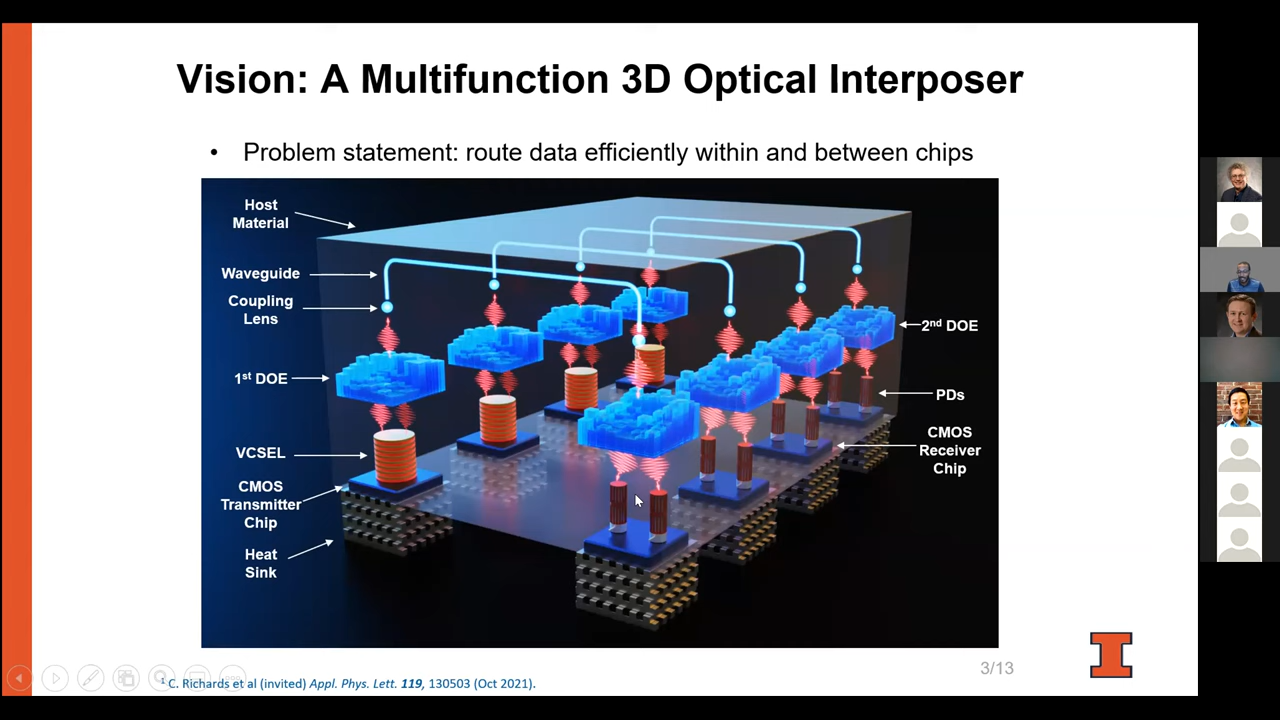 Vision: A Multifunction 3D Optical Interposer
• Problem statement: route data efficiently within and between chips
Host
Material
Waveguide
Coupling
Lens
1st DOE
VCSEL
CMOS
Transmitter
Chip
Heat
Sink
2nd DOE
PDs
CMOS
Receiver
Chip
3/13
1 C. Richards et al (invited) Appl. Phys. Lett. 119, 130503 (Oct 2021).
I